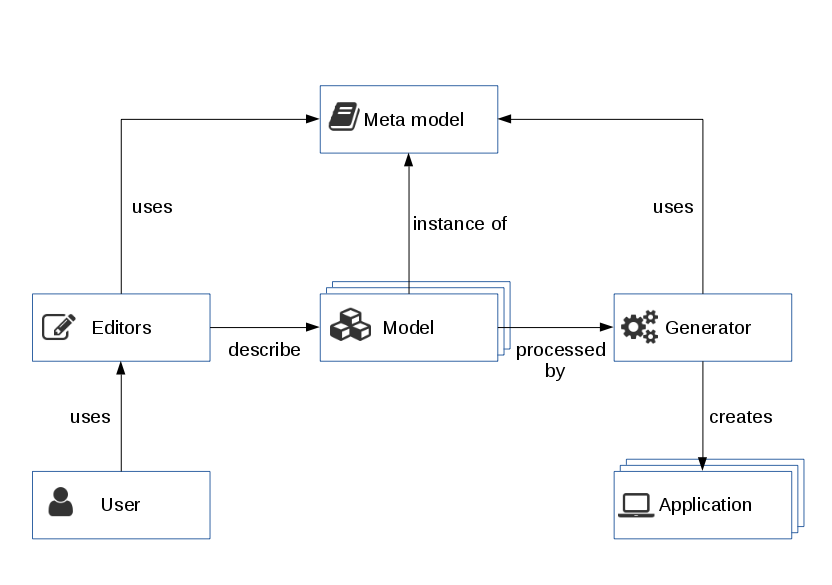 Meta model
uses
uses
instance of
Editors
Model
Generator
describe
processed
by
uses
creates
User
Application